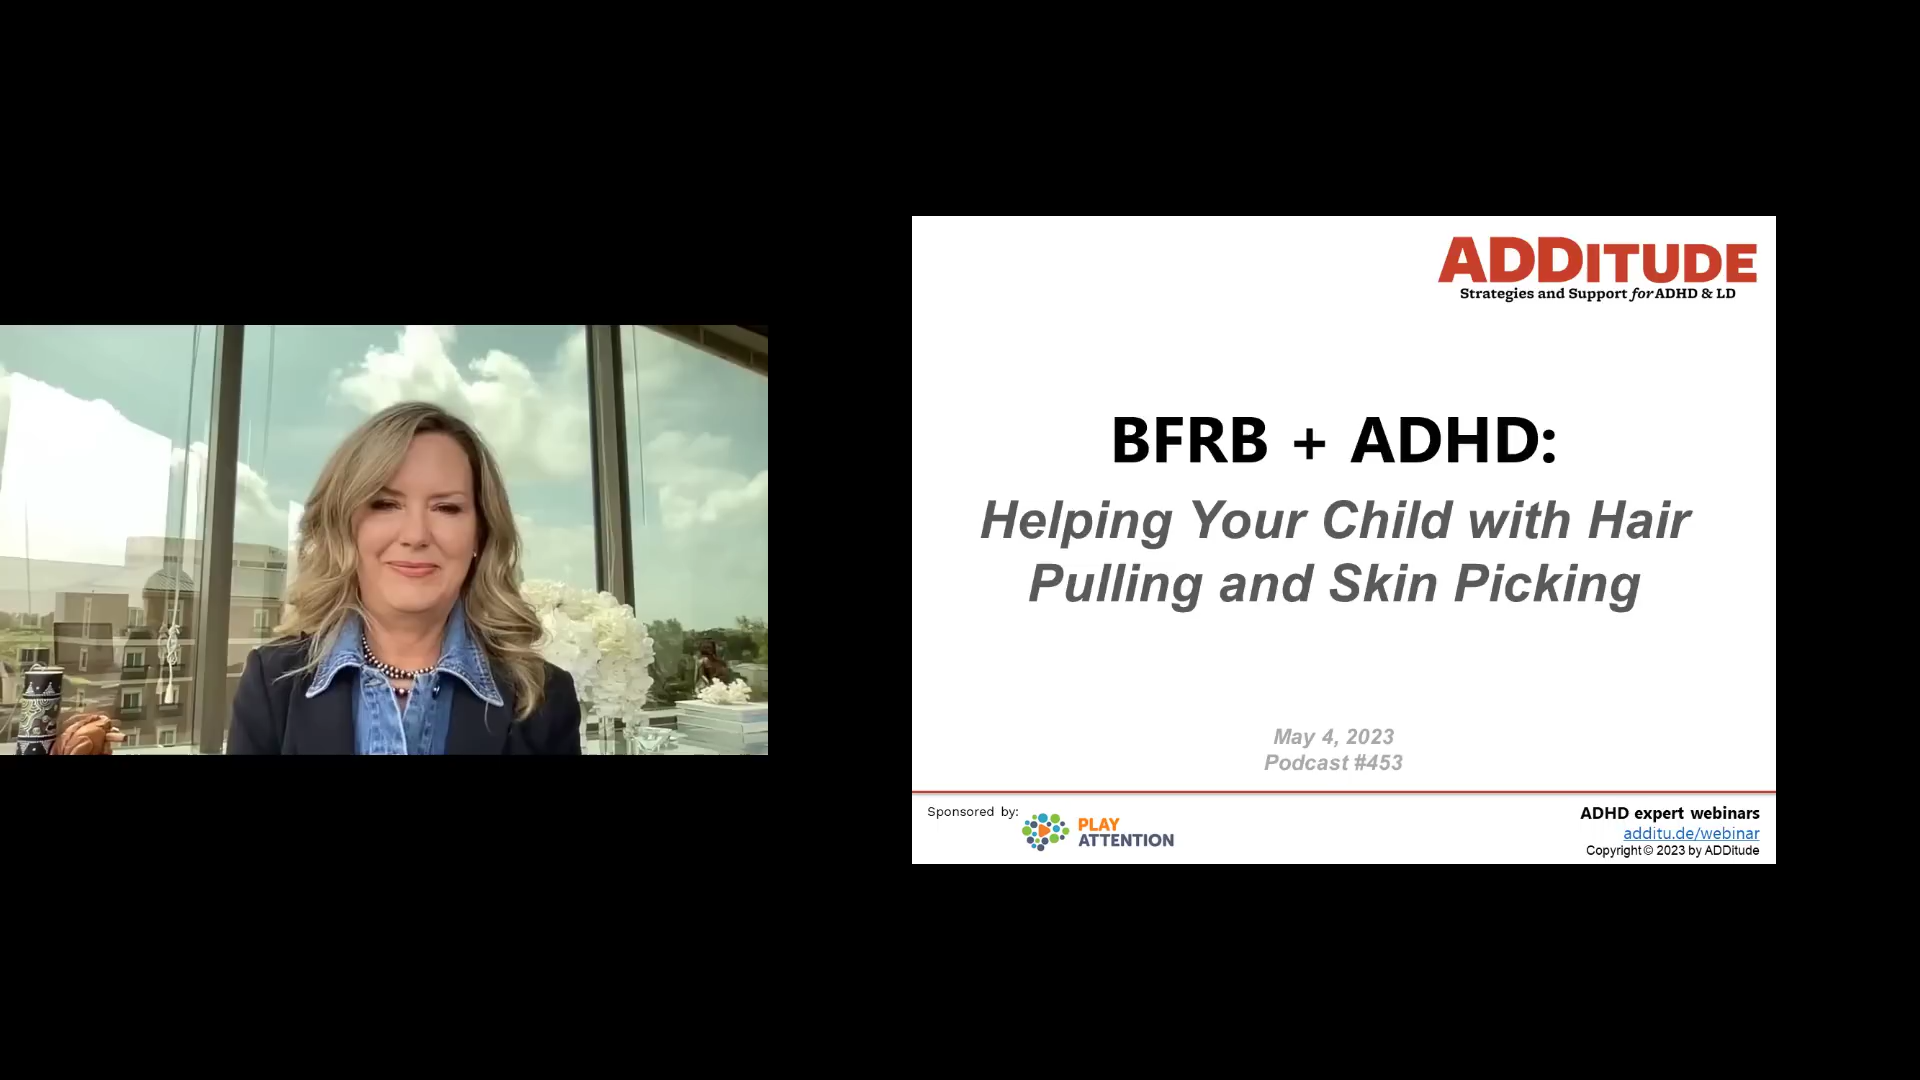 ADDITUDE
Strategies and Support for ADHD & LD
BFRB + ADHD:
Helping Your Child with Hair
Pulling and Skin Picking
May 4, 2023
Podcast #453
Sponsored by:
PLAY
ATTENTION
ADHD expert webinars
additu.de/webinar
Copyright © 2023 by ADDitude